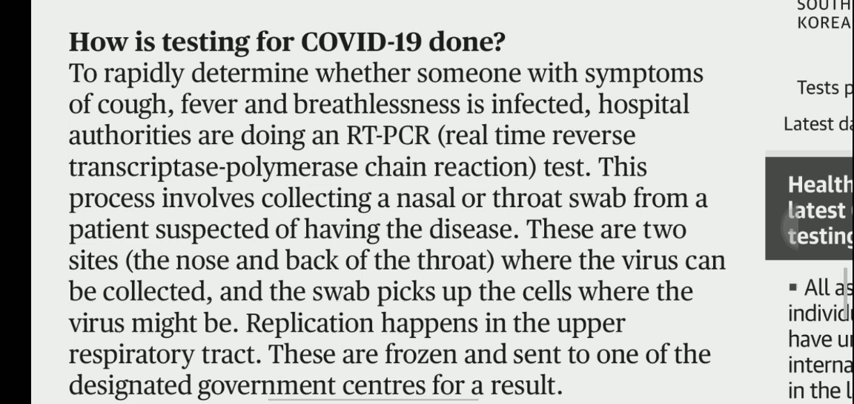 How is testing for COVID-19 done?
To rapidly determine whether someone with symptoms
of cough, fever and breathlessness is infected, hospital
authorities are doing an RT-PCR (real time reverse
transcriptase-polymerase chain reaction) test. This
process involves collecting a nasal or throat swab from a
patient suspected of having the disease. These are two
sites (the nose and back of the throat) where the virus can
be collected, and the swab picks up the cells where the
virus might be. Replication happens in the upper
respiratory tract. These are frozen and sent to one of the
designated government centres for a result.
SOUTH
KOREA
Tests p
Latest da
Health
latest
testing
▪ All as
individu
have un
interna
in the l